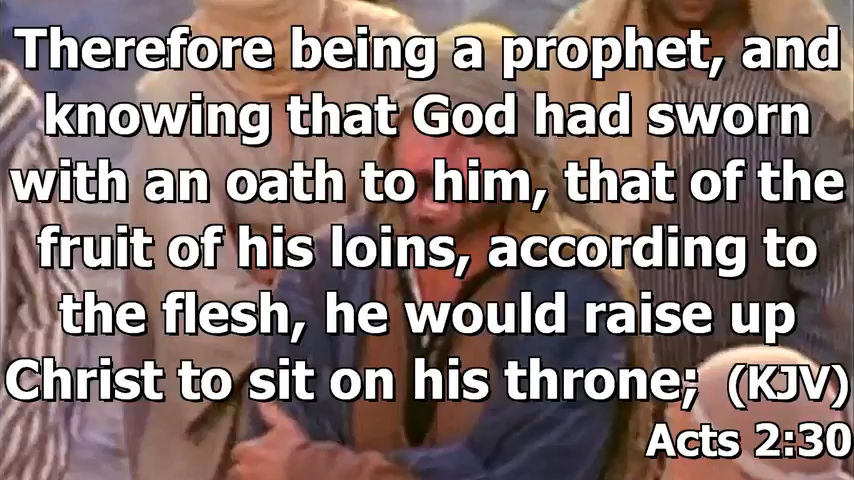 Therefore being a prophet, and
knowing that God had sworn
with an oath to him, that of the
fruit of his loins, according to
the flesh, he would raise up
Christ to sit on his throne; (KJV)
Acts 2:30